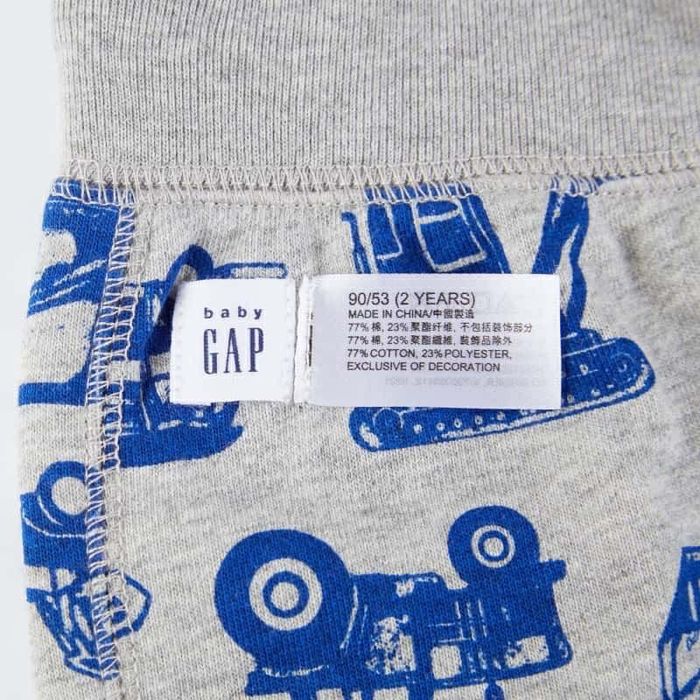 baby
GAP
90/53 (2 YEARS)
MADE IN CHINA/中國製造
77% 棉, 23% 聚酯纤维, 不包括装饰部分
77% 棉, 23% 聚酯纖維, 裝飾品除外
77% COTTON, 23% POLYESTER,
EXCLUSIVE OF DECORATION